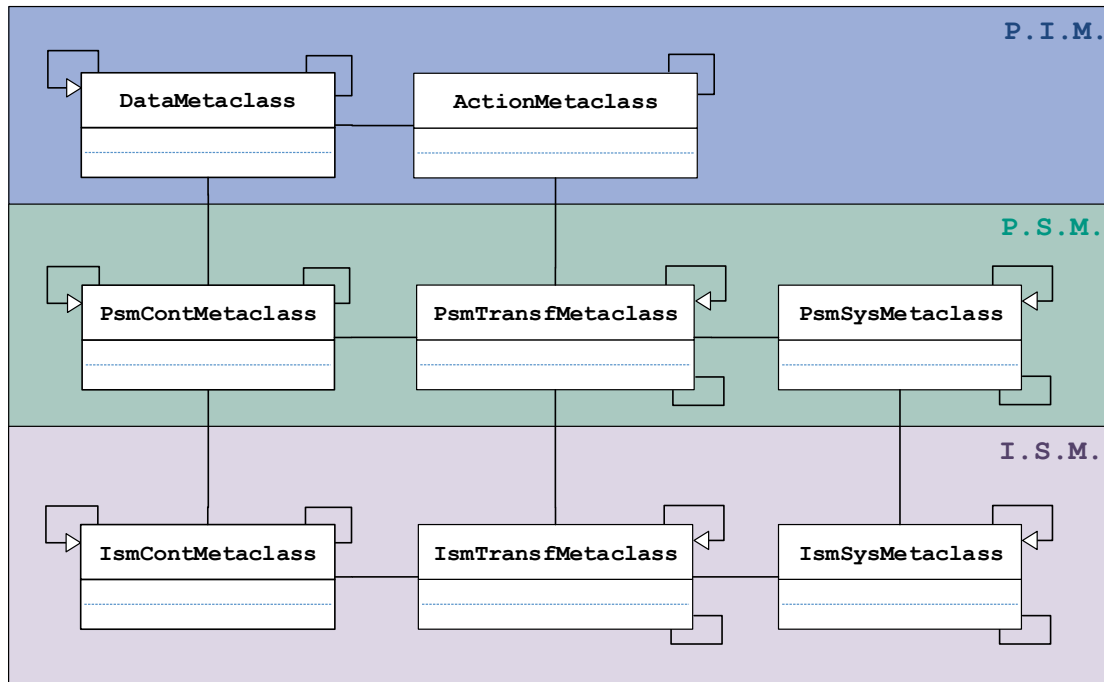 P.I.M.
DataMetaclass ActionMetaclass
P.S.M.
PsmContMetaclass PsmTransfMetaclass PsmSysMetaclass
I.S.M.
IsmContMetaclass IsmTransfMetaclass IsmSysMetaclass